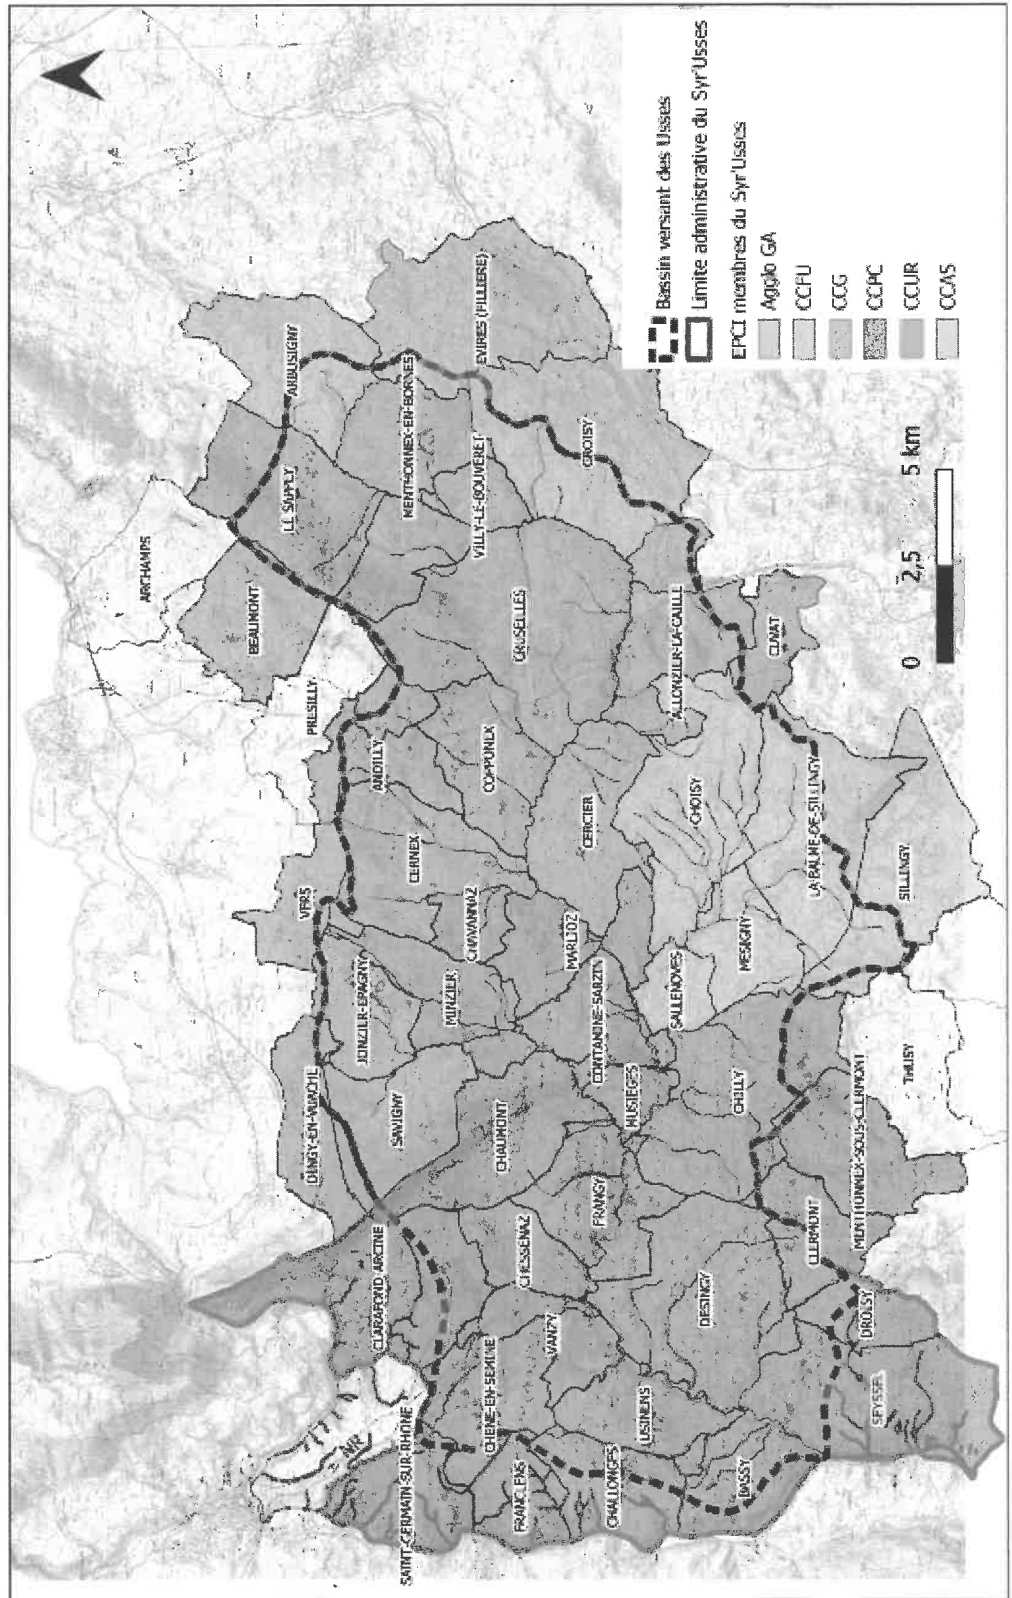 ARCHAMPS
BEAUMONT
LE SAPPEY
ARBUSIGNY
PRESILLY
VERS
DINGY-EN-VUACHE
ANDILLY
JONZIER-EPAGNY
CERNEX
SAVIGNY
CLARAFOND ARCINE
MENTHONNEX-EN-BORNES
EVIRES (FILLIERE)
SAINT-GERMAIN-SUR-RHONE
COPPONEX
CHAVANNAZ
MINZIER
VILLY-LE-BOUVERET
CRUSEILLES
CHAUMONT
CHENE-EN-SEMINE
CHESSENAZ
FRANCLENS
VANZY
MARLIOZ
CERCIER
GROISY
CONTAMINE-SARZIN
FRANGY
MUSIEGES
CHALLONGES
USINENS
ALLONZIER-LA-CAILLE
SALLENOVES
CHOISY
DESINGY
CHILLY
MESIGNY
BASSY
CUVAT
LA-BALME-DE-SILLINGY
CLERMONT
MENTHONNEX-SOUS-CLERMONT
DROISY
SEYSSEL
SILLINGY
THUSY
0 2,5 5 km
Bassin versant des Usses
Limite administrative du Syr'Usses
EPCI membres du Syr'Usses
Agglo GA
CCFU
CCG
CCPC
CCUR
CCAS